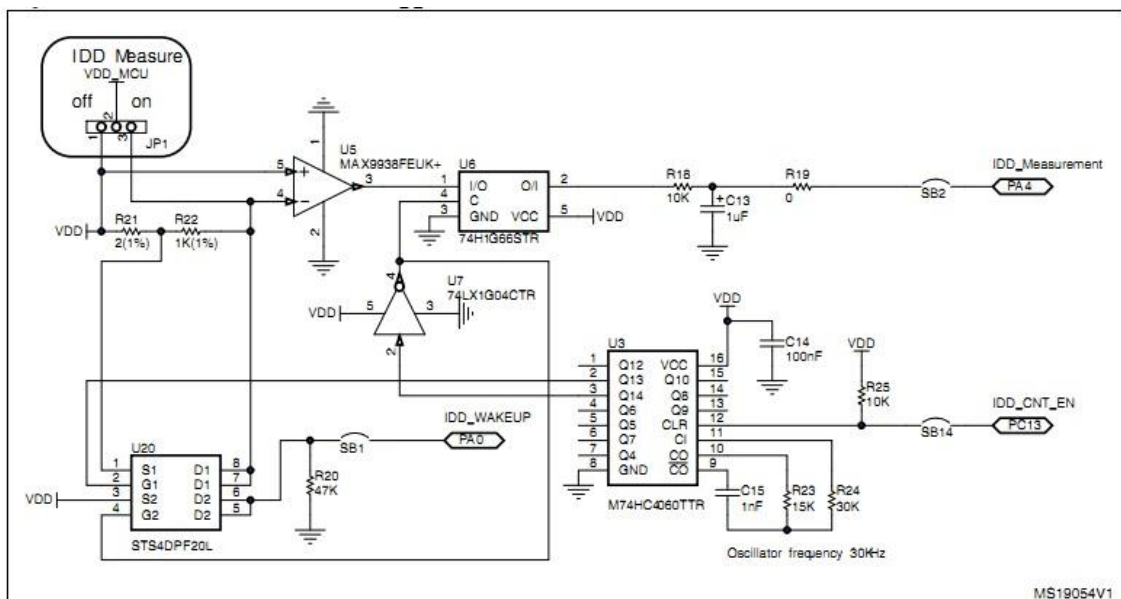 IDD Measure
VDD_MCU
off
on
2
1
3
JP1
U5
MAX9938FEUK+
1
5
+
3
4
-
2
VDD
R21
2(1%)
R22
1K(1%)
U6
1
I/O
O/I
2
4
C
3
GND
VCC
5
VDD
74H1G66STR
R18
10K
C13
+
1uF
R19
0
SB2
IDD_Measurement
PA4
4
U7
74LX1G04CTR
VDD
5
3
2
VDD
C14
100nF
U3
1
Q12
VCC
16
2
Q13
Q10
15
3
Q14
Q8
14
4
Q6
Q9
13
5
Q5
CLR
12
6
Q7
CI
11
7
Q4
CO
10
8
GND
CO
9
M74HC4060TTR
VDD
R25
10K
IDD_CNT_EN
SB14
PC13
C15
1nF
R23
15K
R24
30K
Oscillator frequency 30KHz
IDD_WAKEUP
PA0
SB1
R20
47K
U20
1
S1
D1
8
2
G1
D1
7
VDD
3
S2
D2
6
4
G2
D2
5
STS4DPF20L
MS19054V1